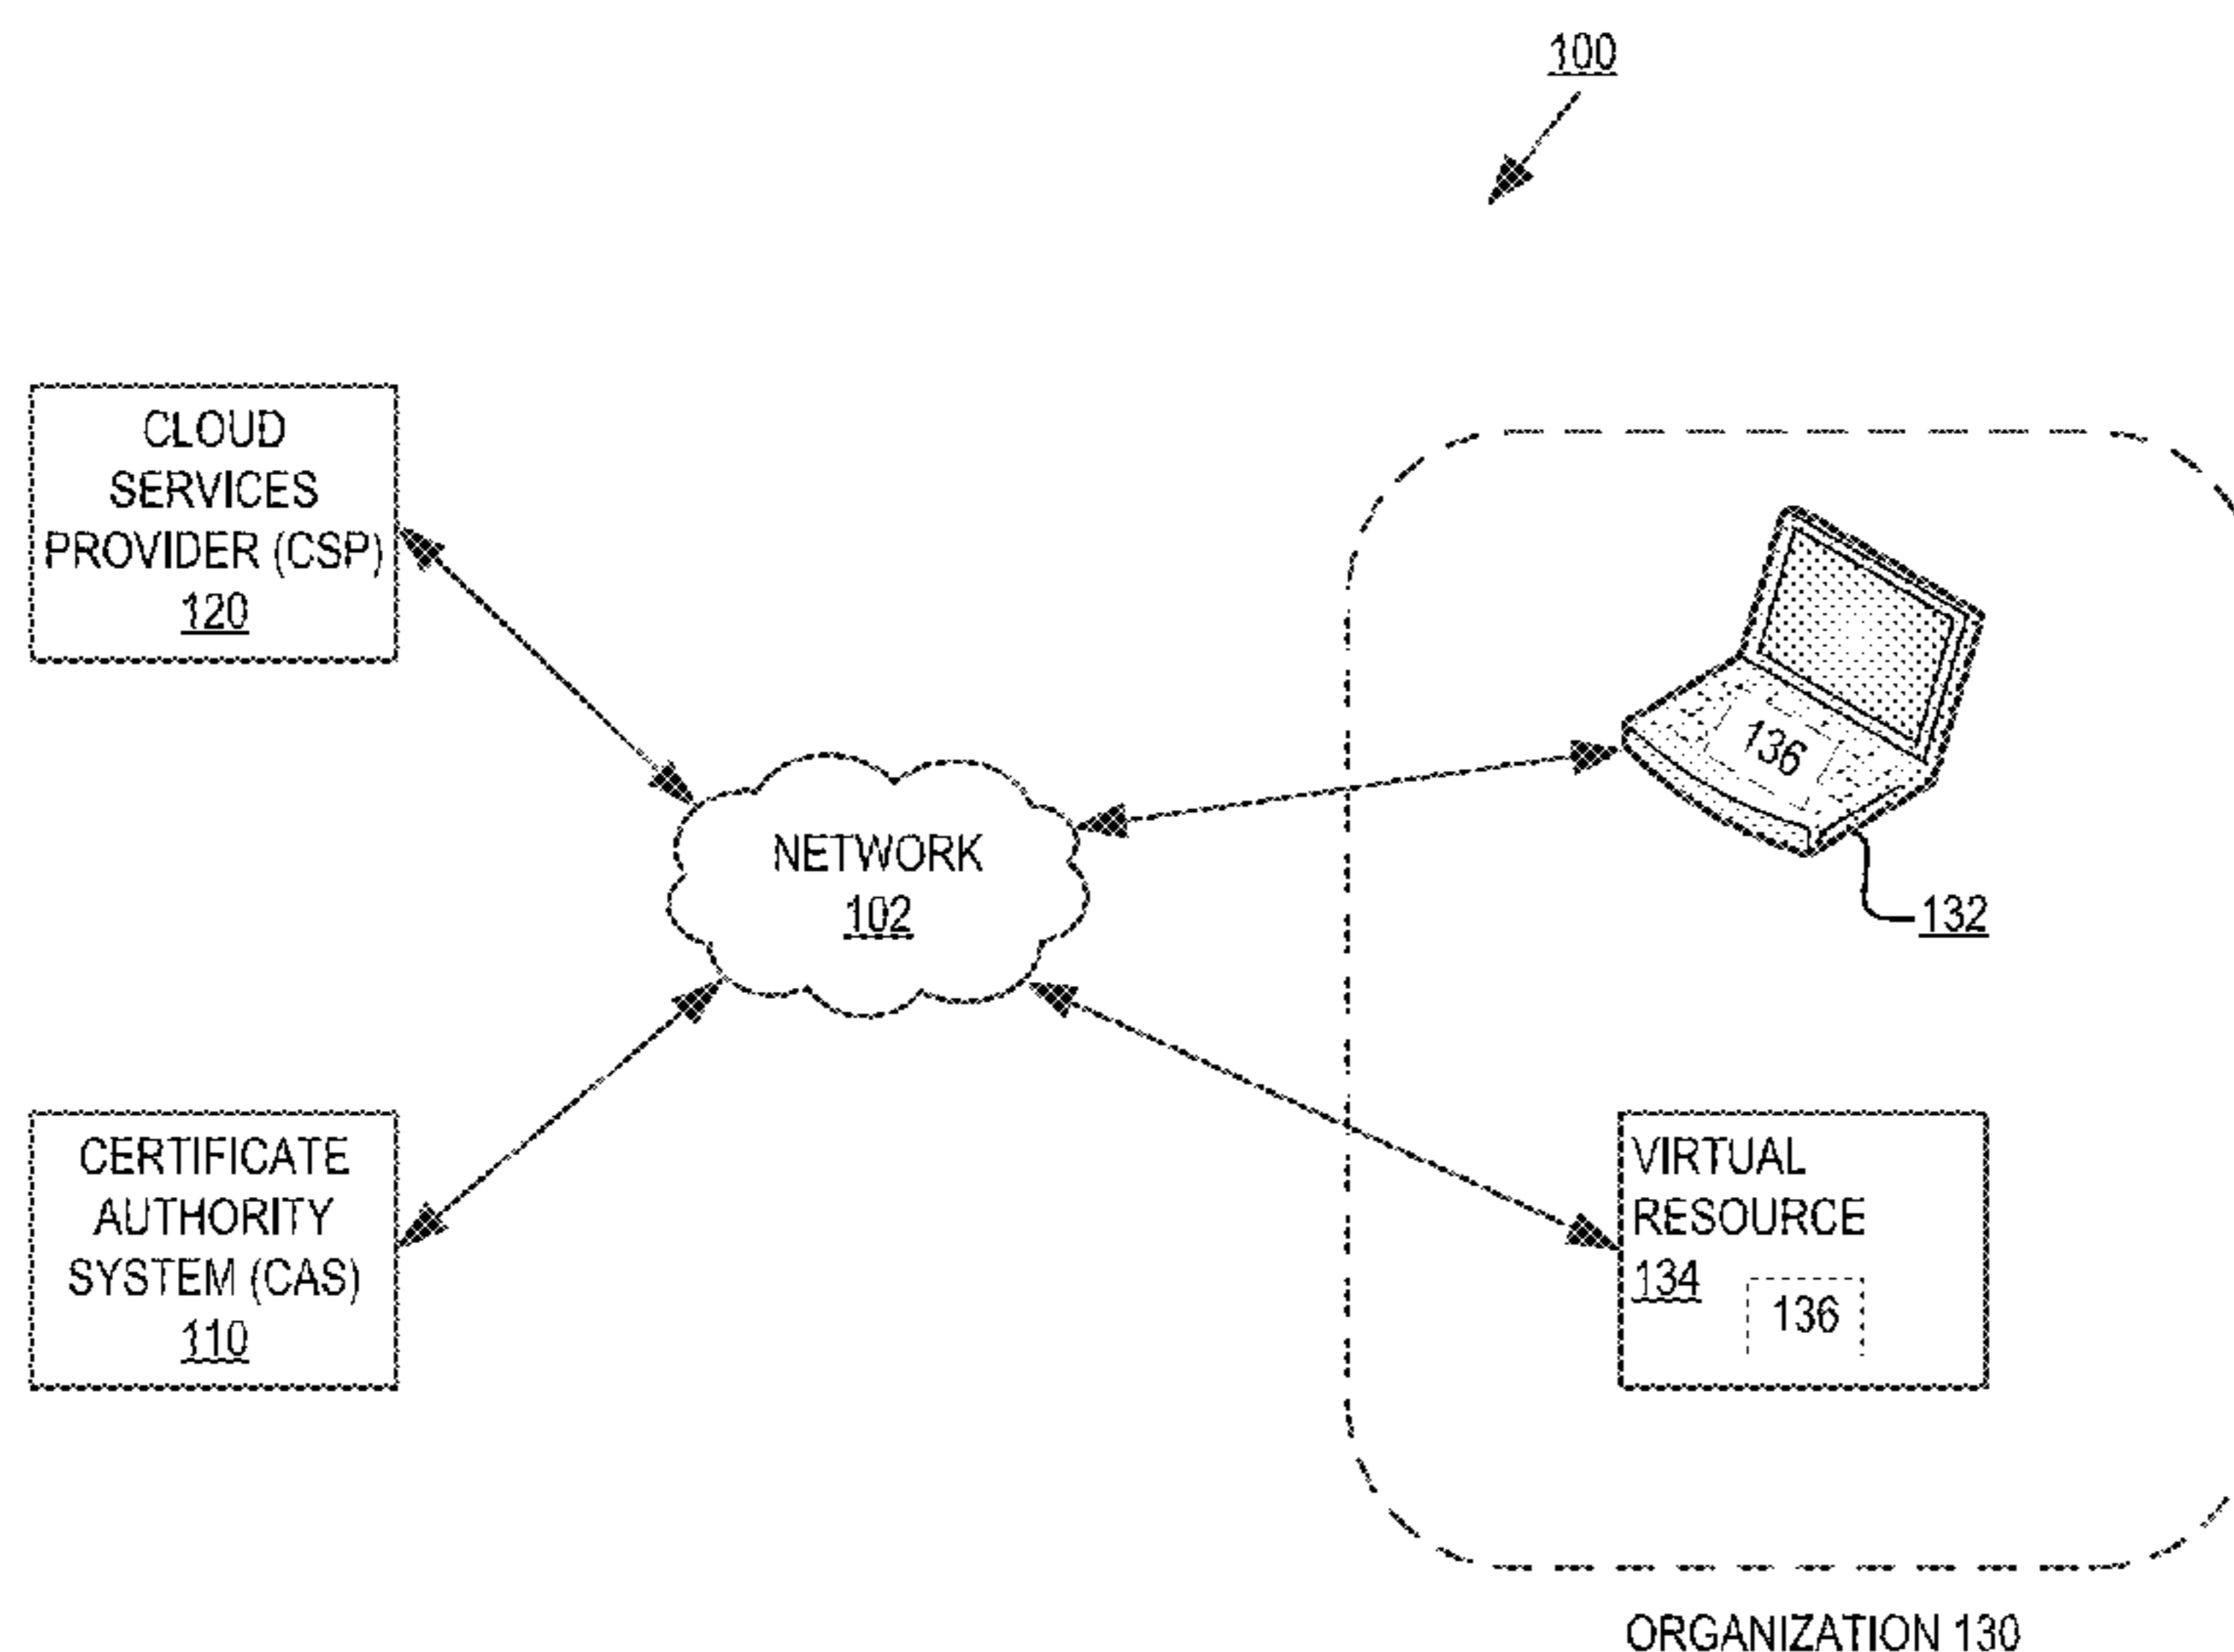 100
CLOUD
SERVICES
PROVIDER (CSP)
120
136
NETWORK
102
132
CERTIFICATE
AUTHORITY
SYSTEM (CAS)
110
VIRTUAL
RESOURCE
134
136
ORGANIZATION 130